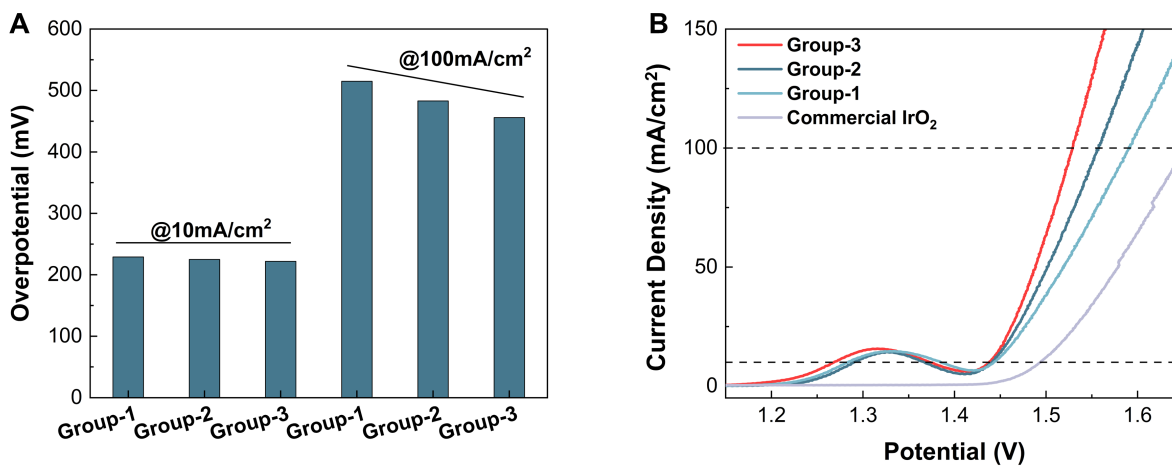 A
600
500
400
300
200
100
0
Overpotential (mV)
@10mA/cm²
@100mA/cm²
Group-1
Group-2
Group-3
Group-1
Group-2
Group-3
B
150
100
50
0
Current Density (mA/cm²)
Group-3
Group-2
Group-1
Commercial IrO₂
1.2
1.3
1.4
1.5
1.6
Potential (V)